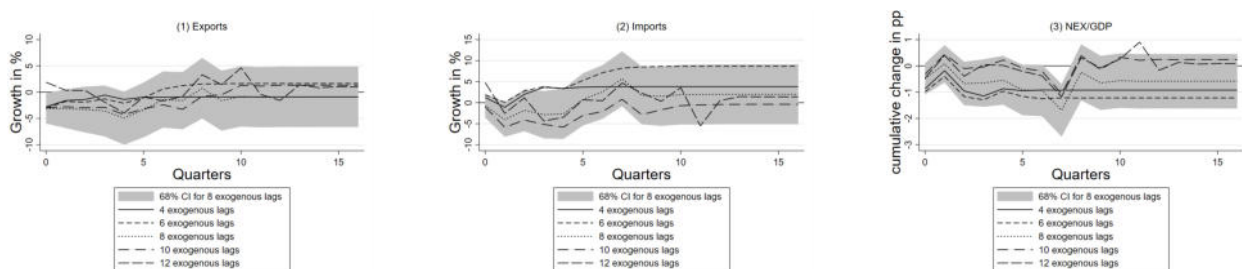 (1) Exports
Growth in %
10
5
0
-5
-10
0 5 10 15
Quarters
68% CI for 8 exogenous lags
4 exogenous lags
6 exogenous lags
8 exogenous lags
10 exogenous lags
12 exogenous lags
(2) Imports
Growth in %
15
10
5
0
-5
-10
0 5 10 15
Quarters
68% CI for 8 exogenous lags
4 exogenous lags
6 exogenous lags
8 exogenous lags
10 exogenous lags
12 exogenous lags
(3) NEX/GDP
cumulative change in pp
1
0
-1
-2
-3
0 5 10 15
Quarters
68% CI for 8 exogenous lags
4 exogenous lags
6 exogenous lags
8 exogenous lags
10 exogenous lags
12 exogenous lags